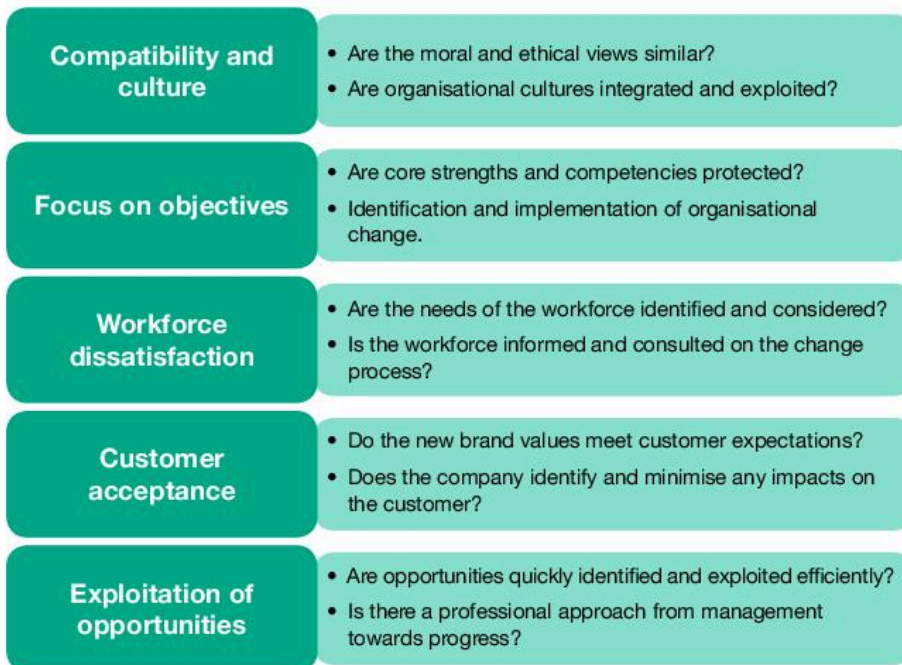 Compatibility and
culture
• Are the moral and ethical views similar?
• Are organisational cultures integrated and exploited?
Focus on objectives
• Are core strengths and competencies protected?
• Identification and implementation of organisational
change.
Workforce
dissatisfaction
• Are the needs of the workforce identified and considered?
• Is the workforce informed and consulted on the change
process?
Customer
acceptance
• Do the new brand values meet customer expectations?
• Does the company identify and minimise any impacts on
the customer?
Exploitation of
opportunities
• Are opportunities quickly identified and exploited efficiently?
• Is there a professional approach from management
towards progress?